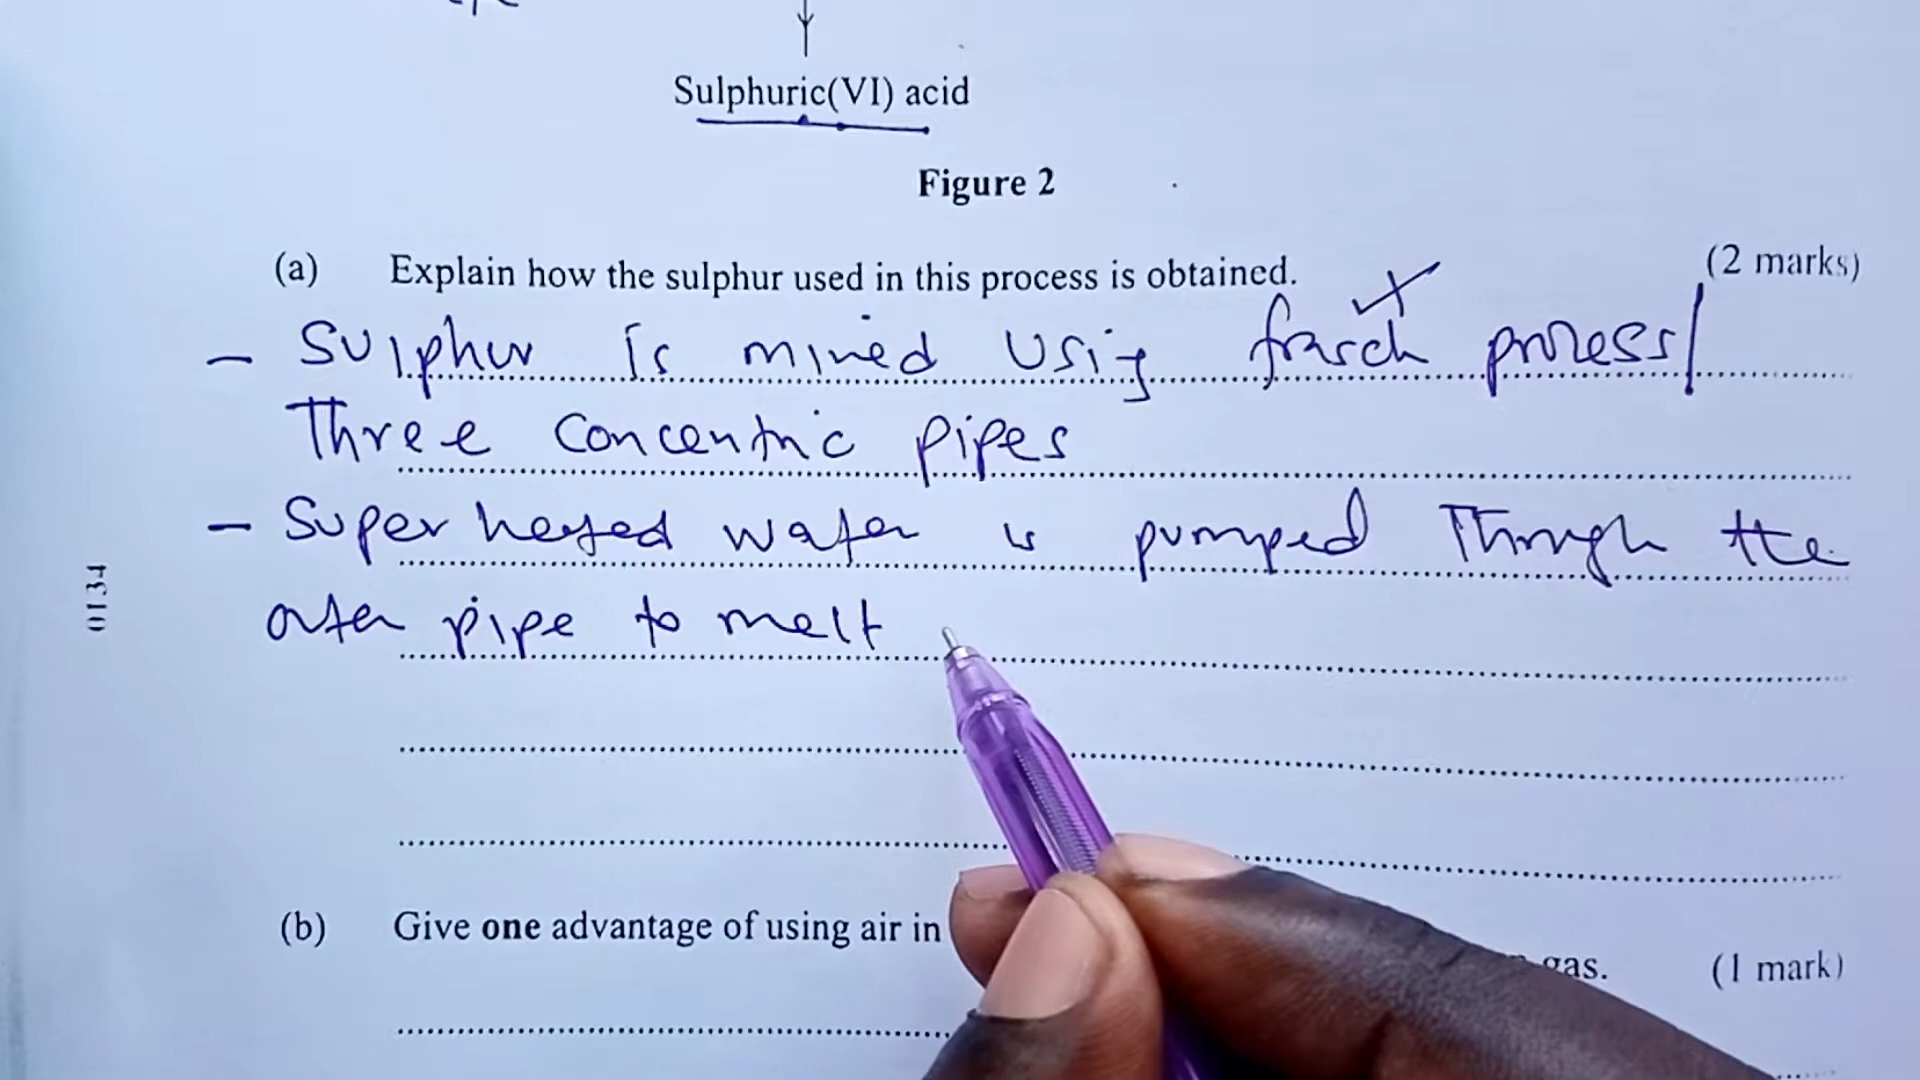 Sulphuric(VI) acid
Figure 2
(a) Explain how the sulphur used in this process is obtained. (2 marks)
- Sulphur is mined using frasch process/
Three concentric pipes
- Super heated water is pumped Through the
outer pipe to melt
0134
(b) Give one advantage of using air in gas. (1 mark)